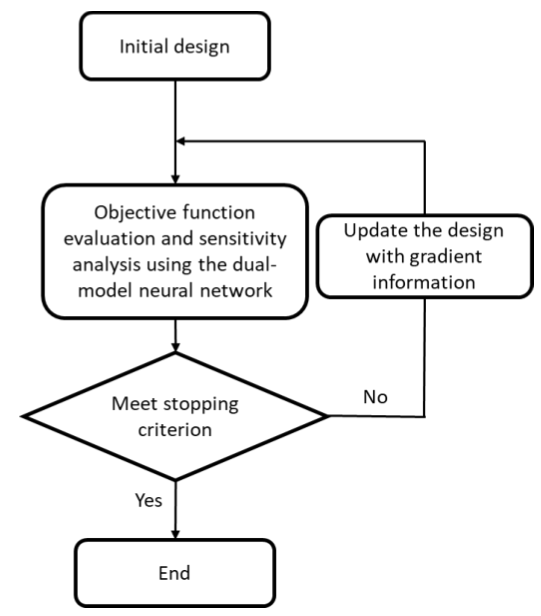 Initial design
Objective function
evaluation and sensitivity
analysis using the dual-
model neural network
Update the design
with gradient
information
Meet stopping
criterion
No
Yes
End